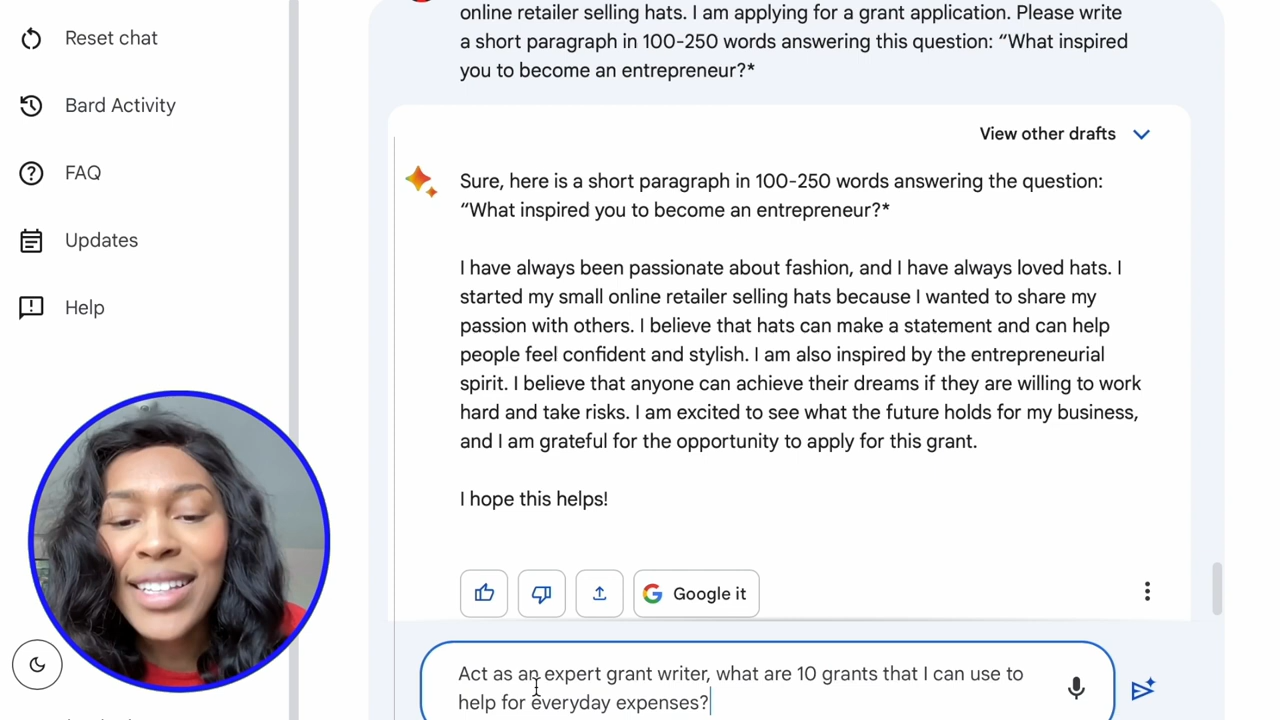 Reset chat
Bard Activity
FAQ
Updates
Help
online retailer selling hats. I am applying for a grant application. Please write
a short paragraph in 100-250 words answering this question: “What inspired
you to become an entrepreneur?*
View other drafts
Sure, here is a short paragraph in 100-250 words answering the question:
“What inspired you to become an entrepreneur?*
I have always been passionate about fashion, and I have always loved hats. I
started my small online retailer selling hats because I wanted to share my
passion with others. I believe that hats can make a statement and can help
people feel confident and stylish. I am also inspired by the entrepreneurial
spirit. I believe that anyone can achieve their dreams if they are willing to work
hard and take risks. I am excited to see what the future holds for my business,
and I am grateful for the opportunity to apply for this grant.
I hope this helps!
Google it
Act as an expert grant writer, what are 10 grants that I can use to
help for everyday expenses?